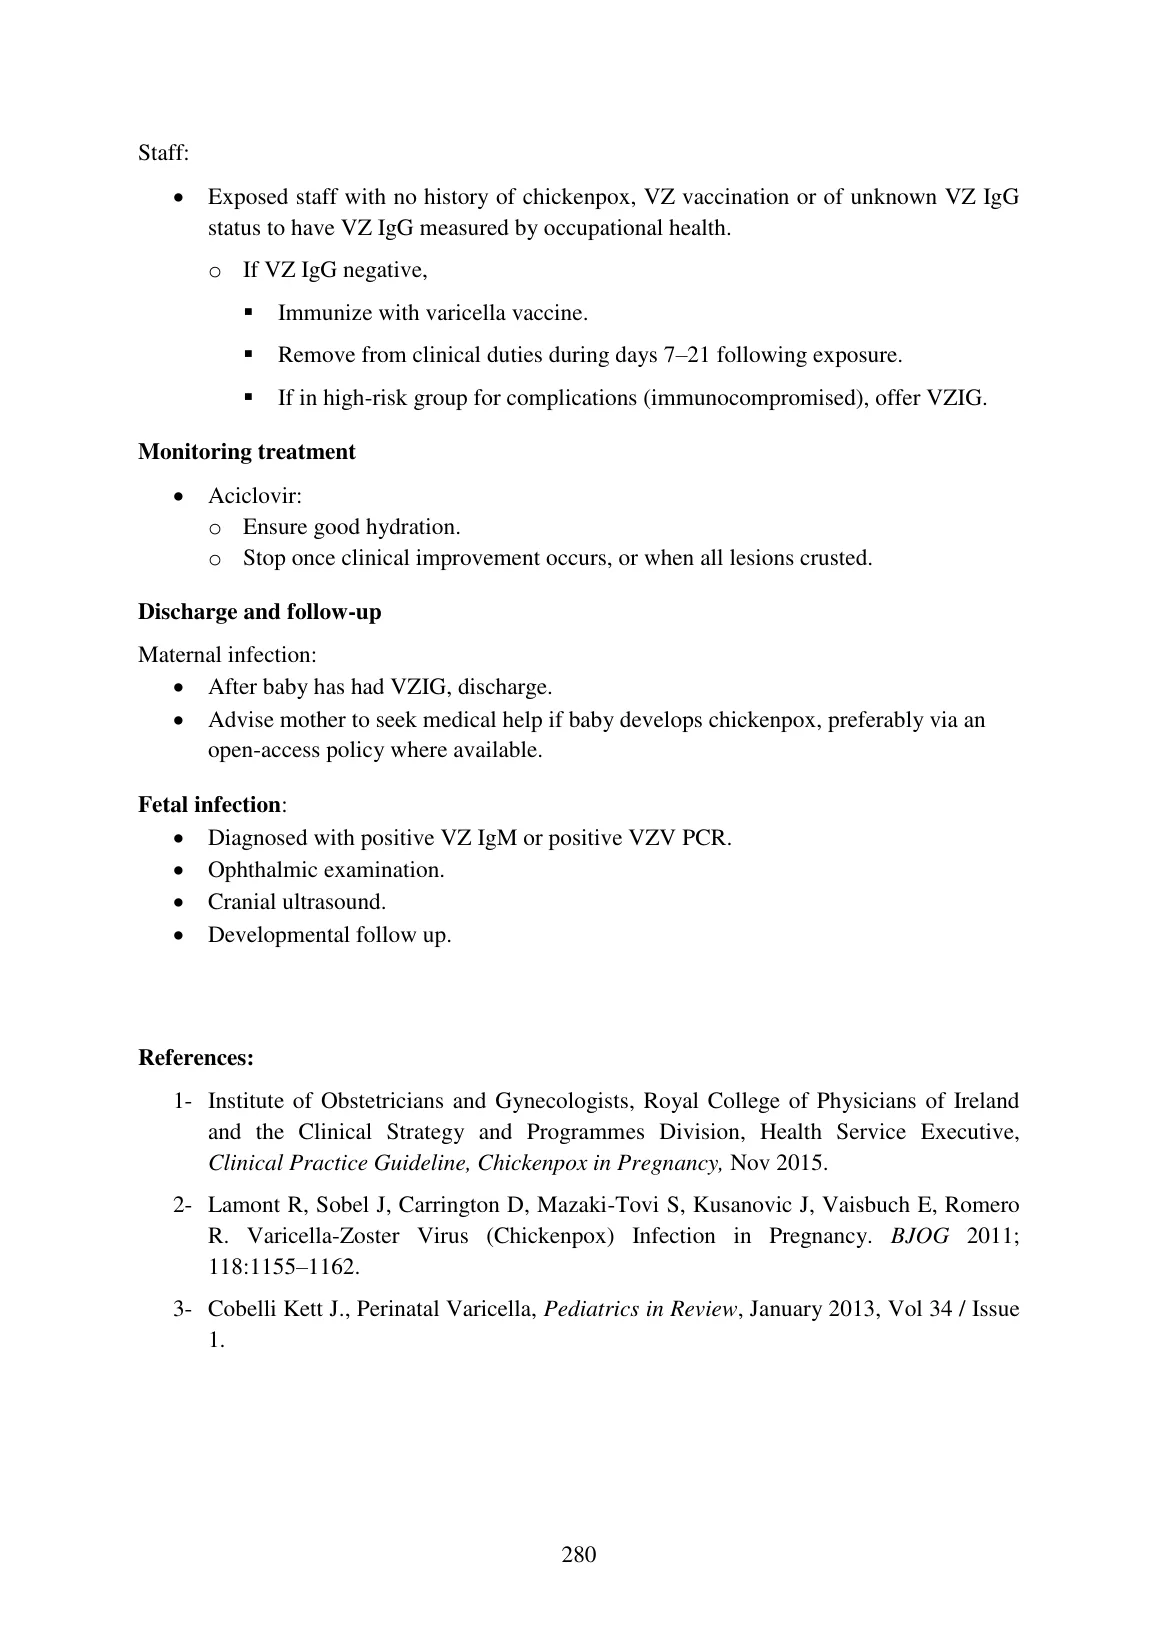 Staff:
• Exposed staff with no history of chickenpox, VZ vaccination or of unknown VZ IgG
status to have VZ IgG measured by occupational health.
o If VZ IgG negative,
▪ Immunize with varicella vaccine.
▪ Remove from clinical duties during days 7–21 following exposure.
▪ If in high-risk group for complications (immunocompromised), offer VZIG.
Monitoring treatment
• Aciclovir:
o Ensure good hydration.
o Stop once clinical improvement occurs, or when all lesions crusted.
Discharge and follow-up
Maternal infection:
• After baby has had VZIG, discharge.
• Advise mother to seek medical help if baby develops chickenpox, preferably via an
open-access policy where available.
Fetal infection:
• Diagnosed with positive VZ IgM or positive VZV PCR.
• Ophthalmic examination.
• Cranial ultrasound.
• Developmental follow up.
References:
1- Institute of Obstetricians and Gynecologists, Royal College of Physicians of Ireland
and the Clinical Strategy and Programmes Division, Health Service Executive,
Clinical Practice Guideline, Chickenpox in Pregnancy, Nov 2015.
2- Lamont R, Sobel J, Carrington D, Mazaki-Tovi S, Kusanovic J, Vaisbuch E, Romero
R. Varicella-Zoster Virus (Chickenpox) Infection in Pregnancy. BJOG 2011;
118:1155–1162.
3- Cobelli Kett J., Perinatal Varicella, Pediatrics in Review, January 2013, Vol 34 / Issue
1.
280